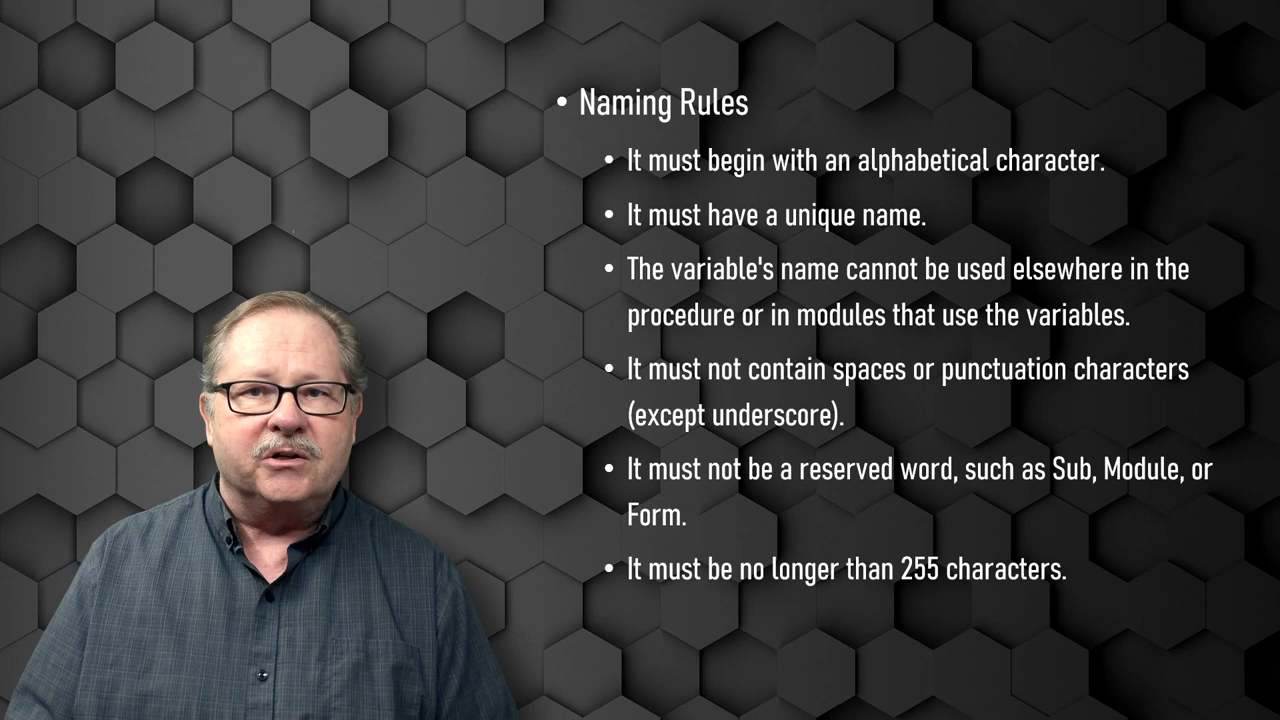 • Naming Rules
• It must begin with an alphabetical character.
• It must have a unique name.
• The variable's name cannot be used elsewhere in the
procedure or in modules that use the variables.
• It must not contain spaces or punctuation characters
(except underscore).
• It must not be a reserved word, such as Sub, Module, or
Form.
• It must be no longer than 255 characters.